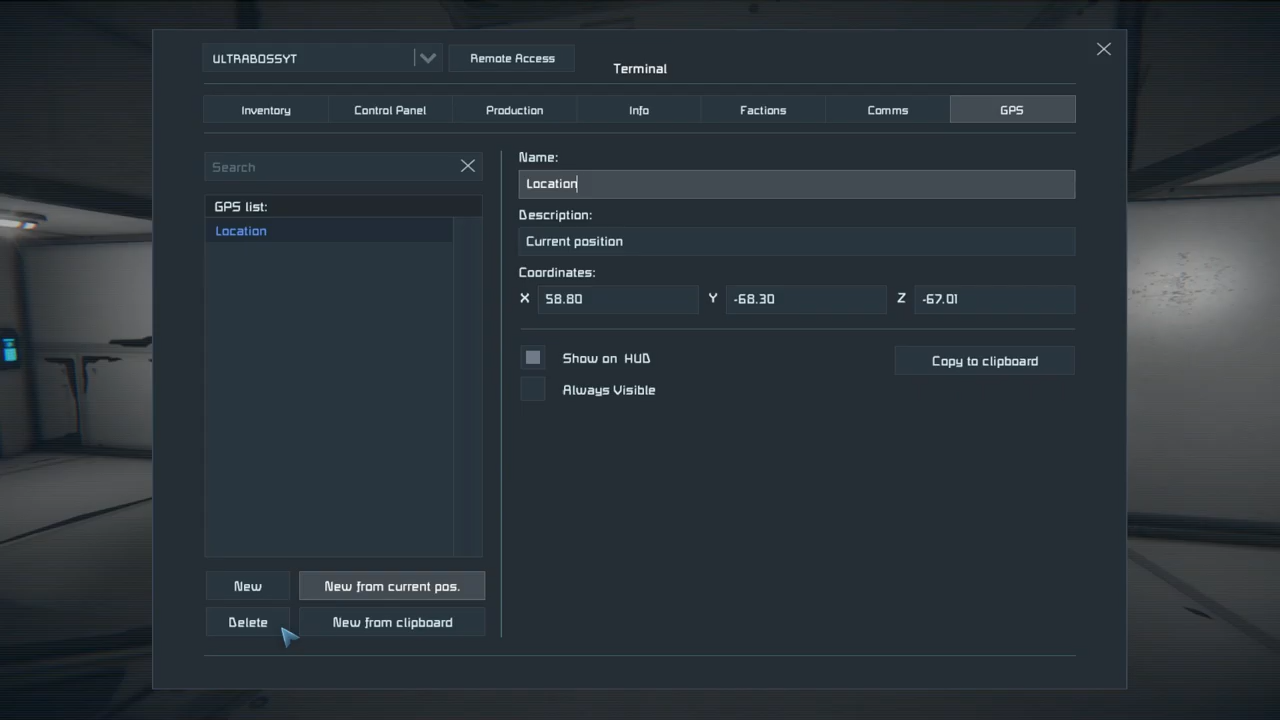 ULTRABOSSYT
Remote Access
Terminal
Inventory
Control Panel
Production
Info
Factions
Comms
GPS
Search
GPS list:
Location
New
New from current pos.
Delete
New from clipboard
Name:
Location
Description:
Current position
Coordinates:
X 58.80 Y -68.30 Z -67.01
Show on HUD
Copy to clipboard
Always Visible